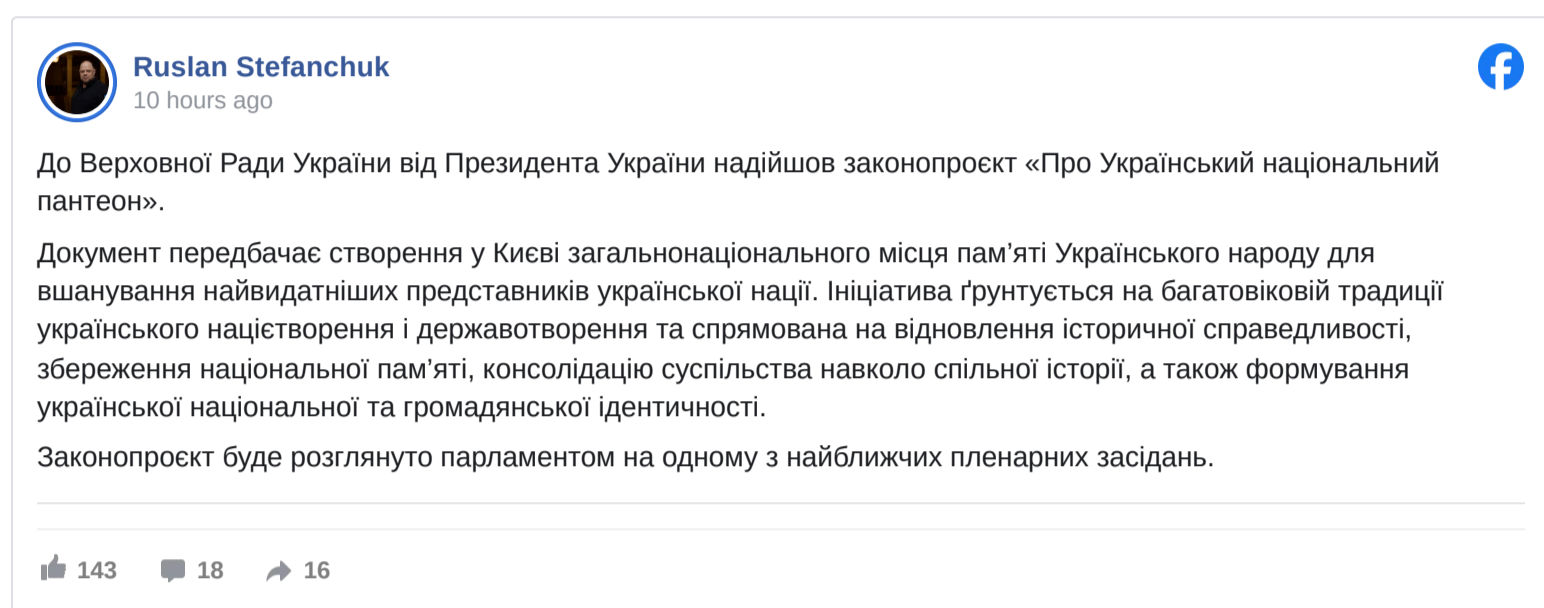 Ruslan Stefanchuk
10 hours ago
До Верховної Ради України від Президента України надійшов законопроєкт «Про Український національний
пантеон».
Документ передбачає створення у Києві загальнонаціонального місця пам’яті Українського народу для
вшанування найвидатніших представників української нації. Ініціатива ґрунтується на багатовіковій традиції
українського націєтворення і державотворення та спрямована на відновлення історичної справедливості,
збереження національної пам’яті, консолідацію суспільства навколо спільної історії, а також формування
української національної та громадянської ідентичності.
Законопроєкт буде розглянуто парламентом на одному з найближчих пленарних засідань.
143 18 16